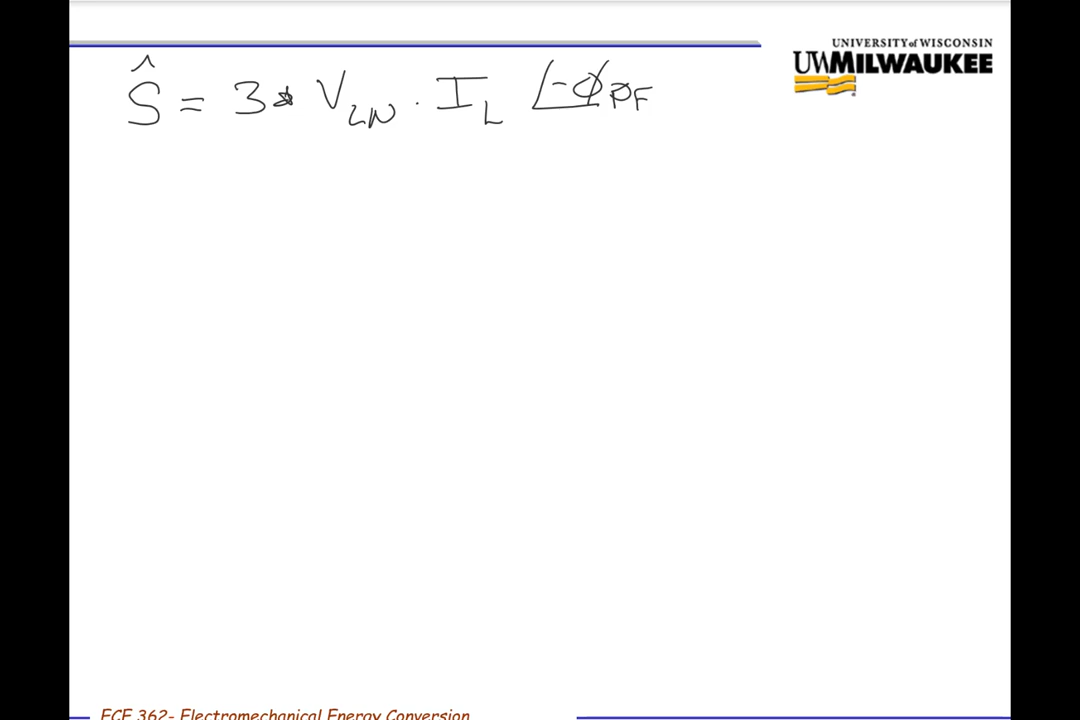 UNIVERSITY of WISCONSIN
UWMILWAUKEE
Ŝ = 3 * V_LN · I_L ∠-φ_PF
ECE 362- Electromechanical Energy Conversion